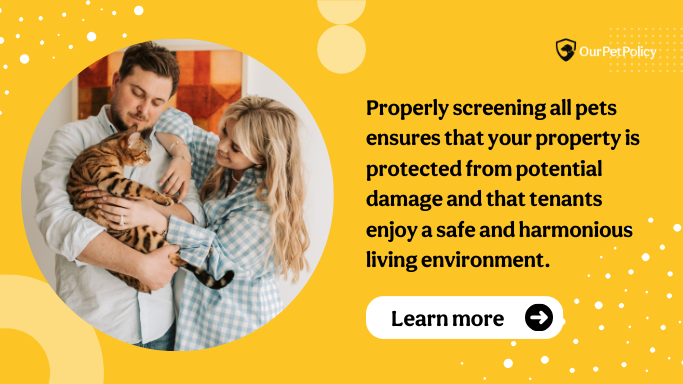 OurPetPolicy
Properly screening all pets
ensures that your property is
protected from potential
damage and that tenants
enjoy a safe and harmonious
living environment.
Learn more